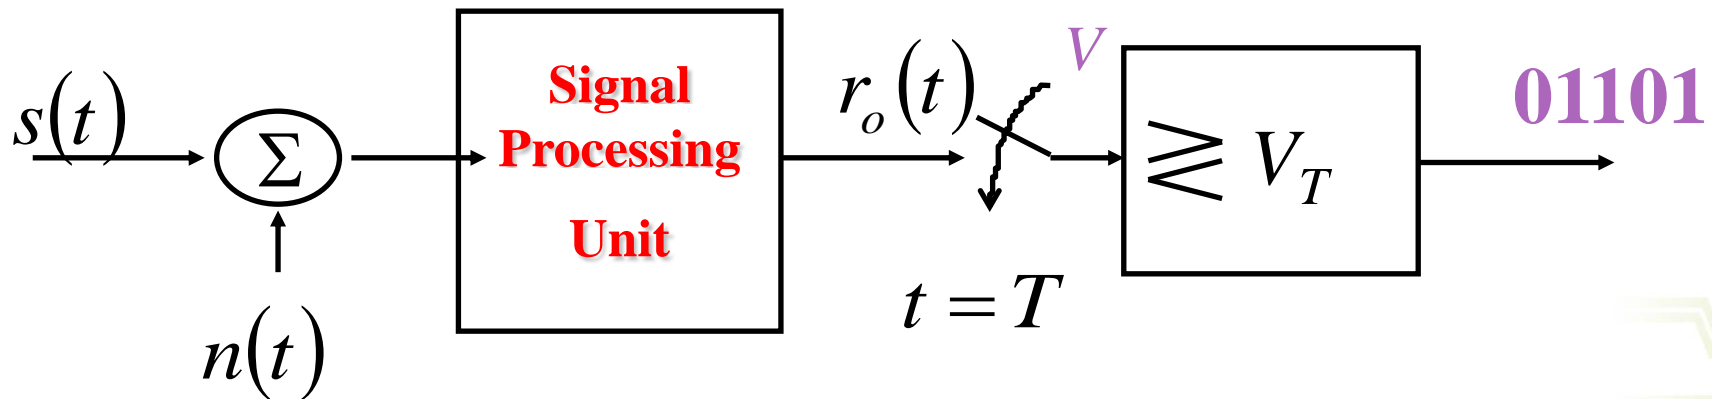 s(t)
Σ
n(t)
Signal
Processing
Unit
r_o(t)
t = T
V
≷ V_T
01101